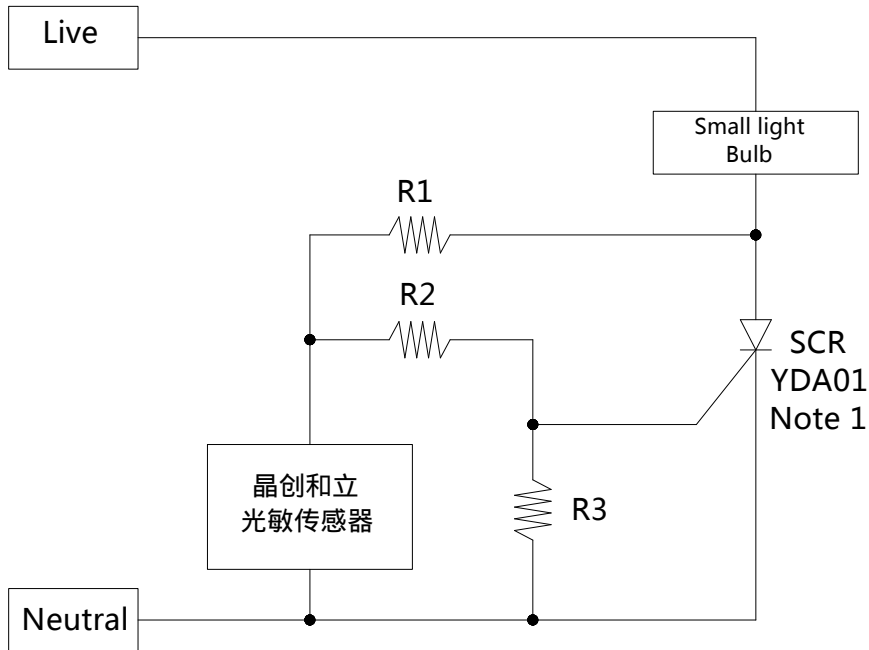 Live
Small light
Bulb
R1
R2
SCR
YDA01
Note 1
晶创和立
光敏传感器
R3
Neutral